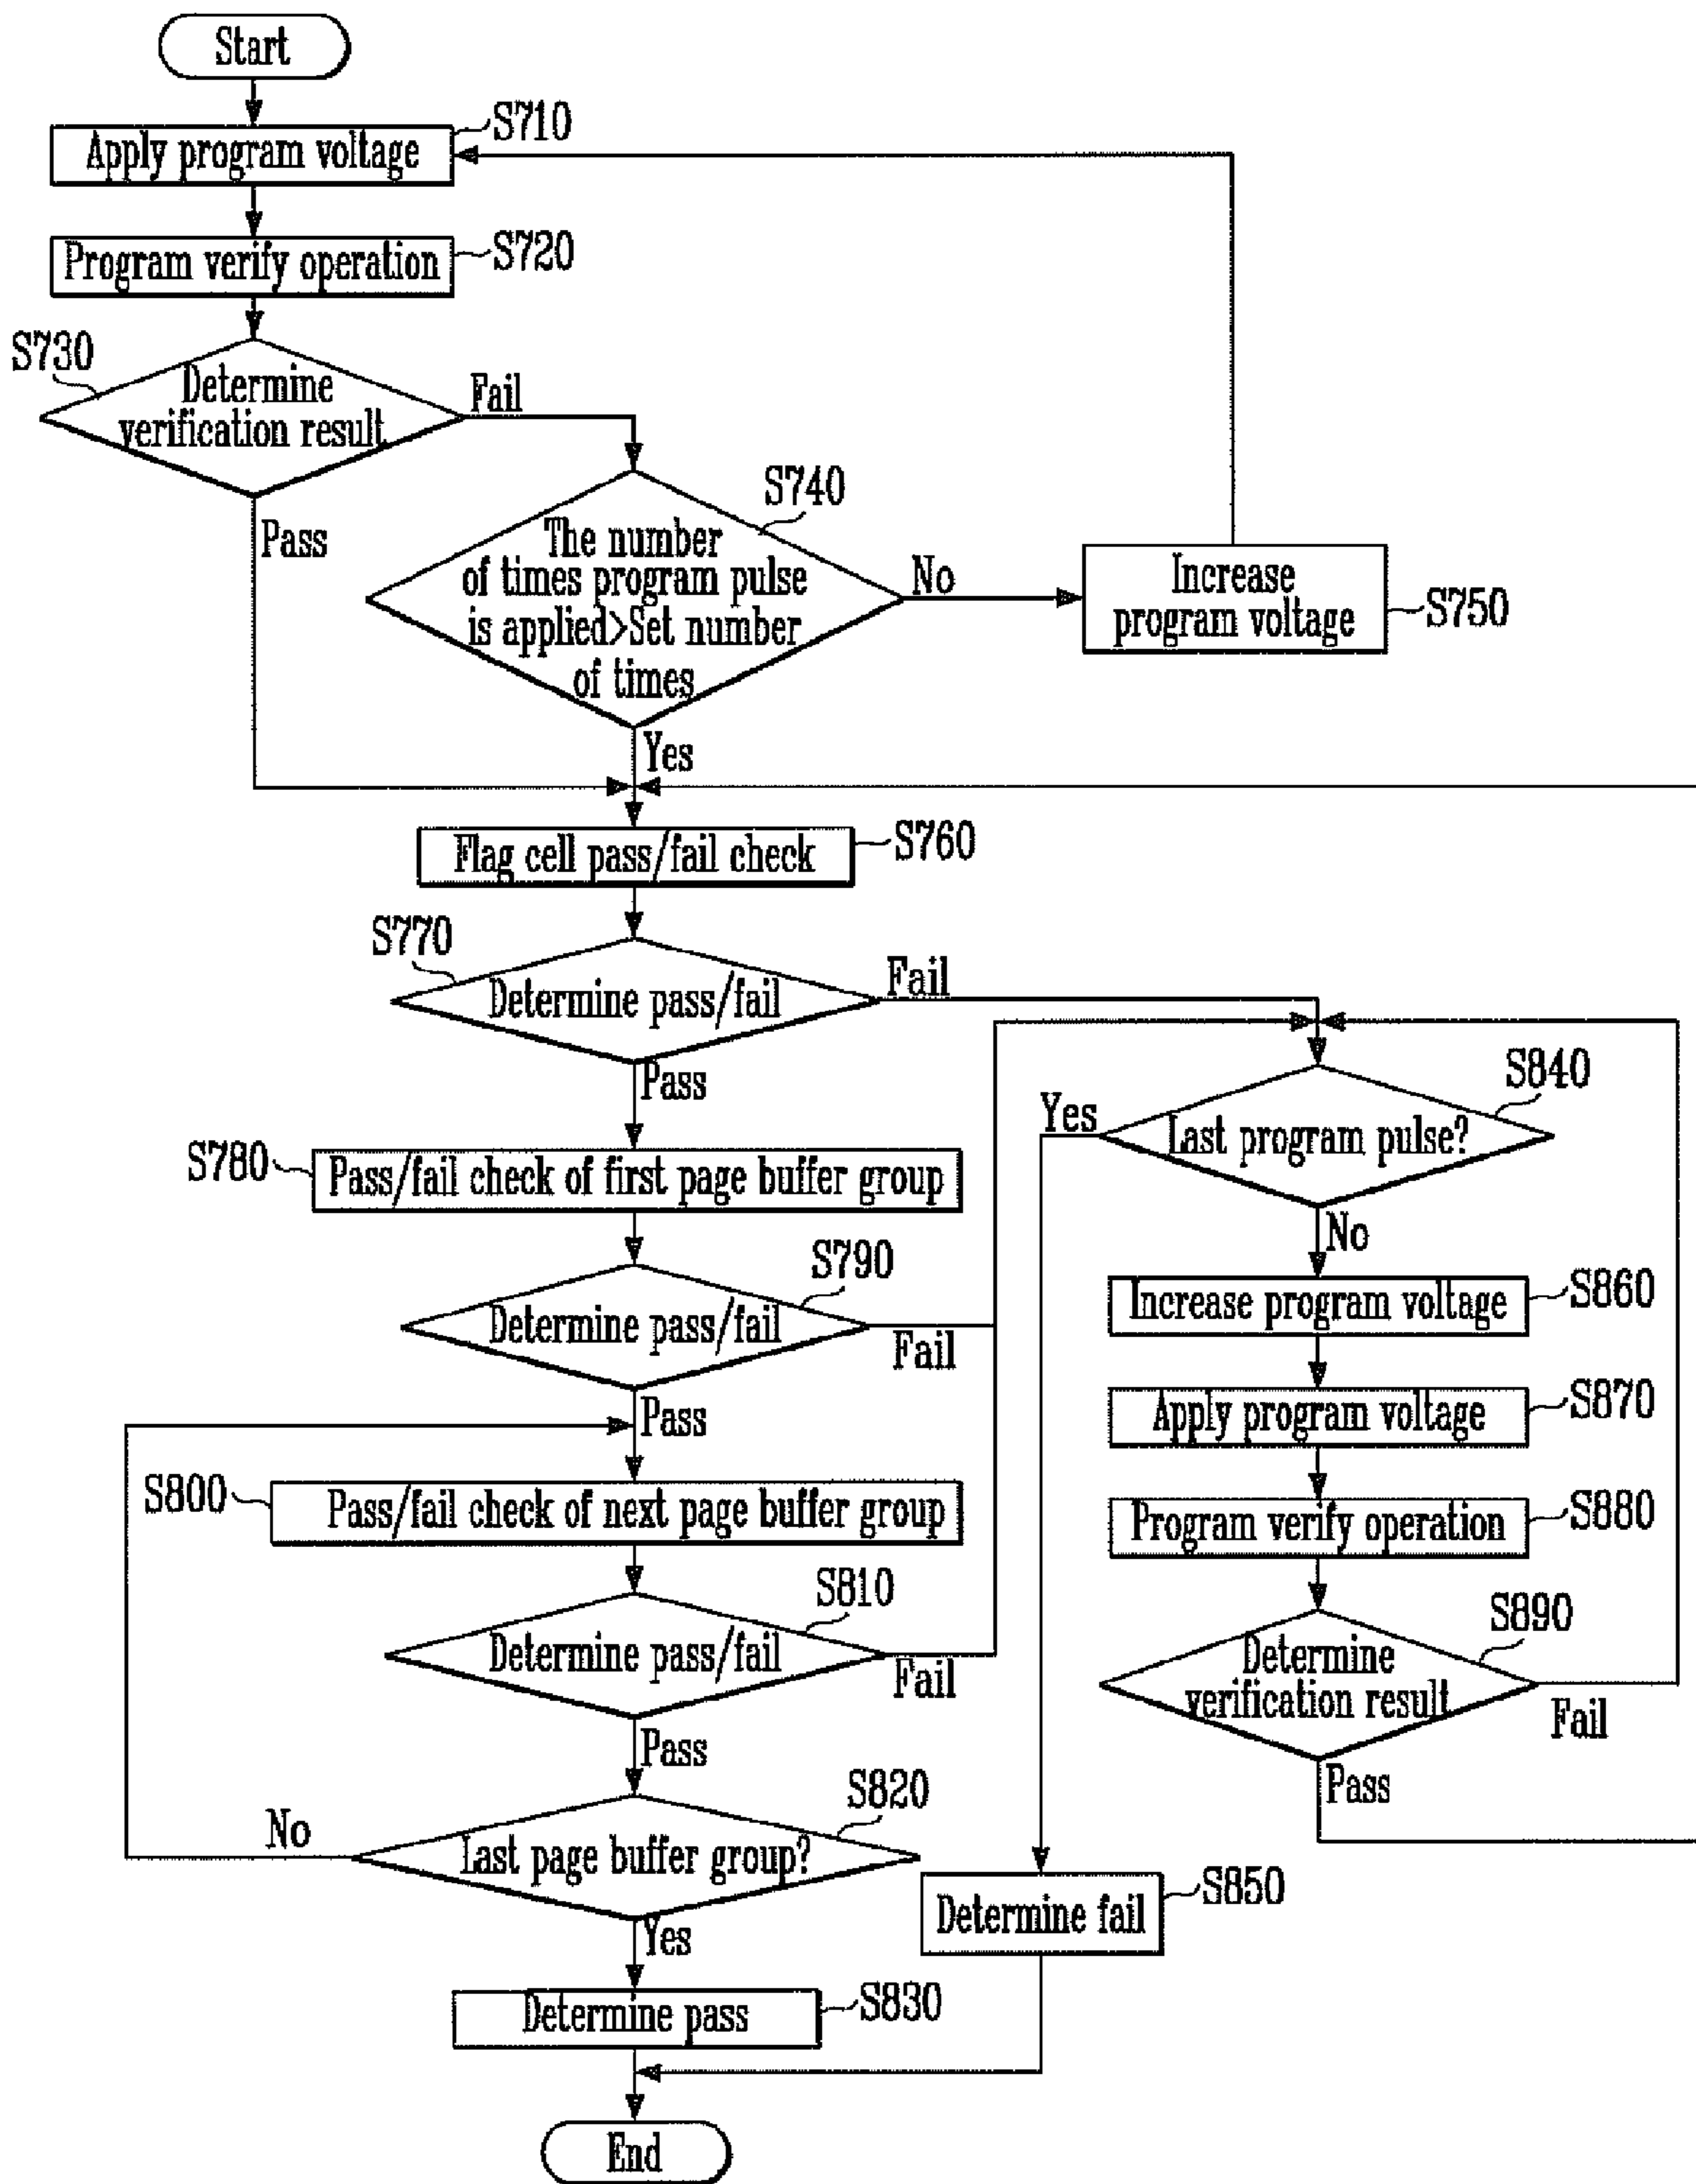 Start
S710
Apply program voltage
S720
Program verify operation
S730
Determine
verification result
Fail
Pass
S740
The number
of times program pulse
is applied>Set number
of times
No
Increase
program voltage
S750
Yes
Flag cell pass/fail check
S760
S770
Determine pass/fail
Fail
Pass
S840
Yes
Last program pulse?
No
S780
Pass/fail check of first page buffer group
S790
Determine pass/fail
Fail
Pass
Increase program voltage
S860
Apply program voltage
S870
S800
Pass/fail check of next page buffer group
Program verify operation
S880
S810
Determine pass/fail
Fail
Pass
S890
Determine
verification result
Fail
Pass
S820
No
Last page buffer group?
Yes
S850
Determine fail
Determine pass
S830
End